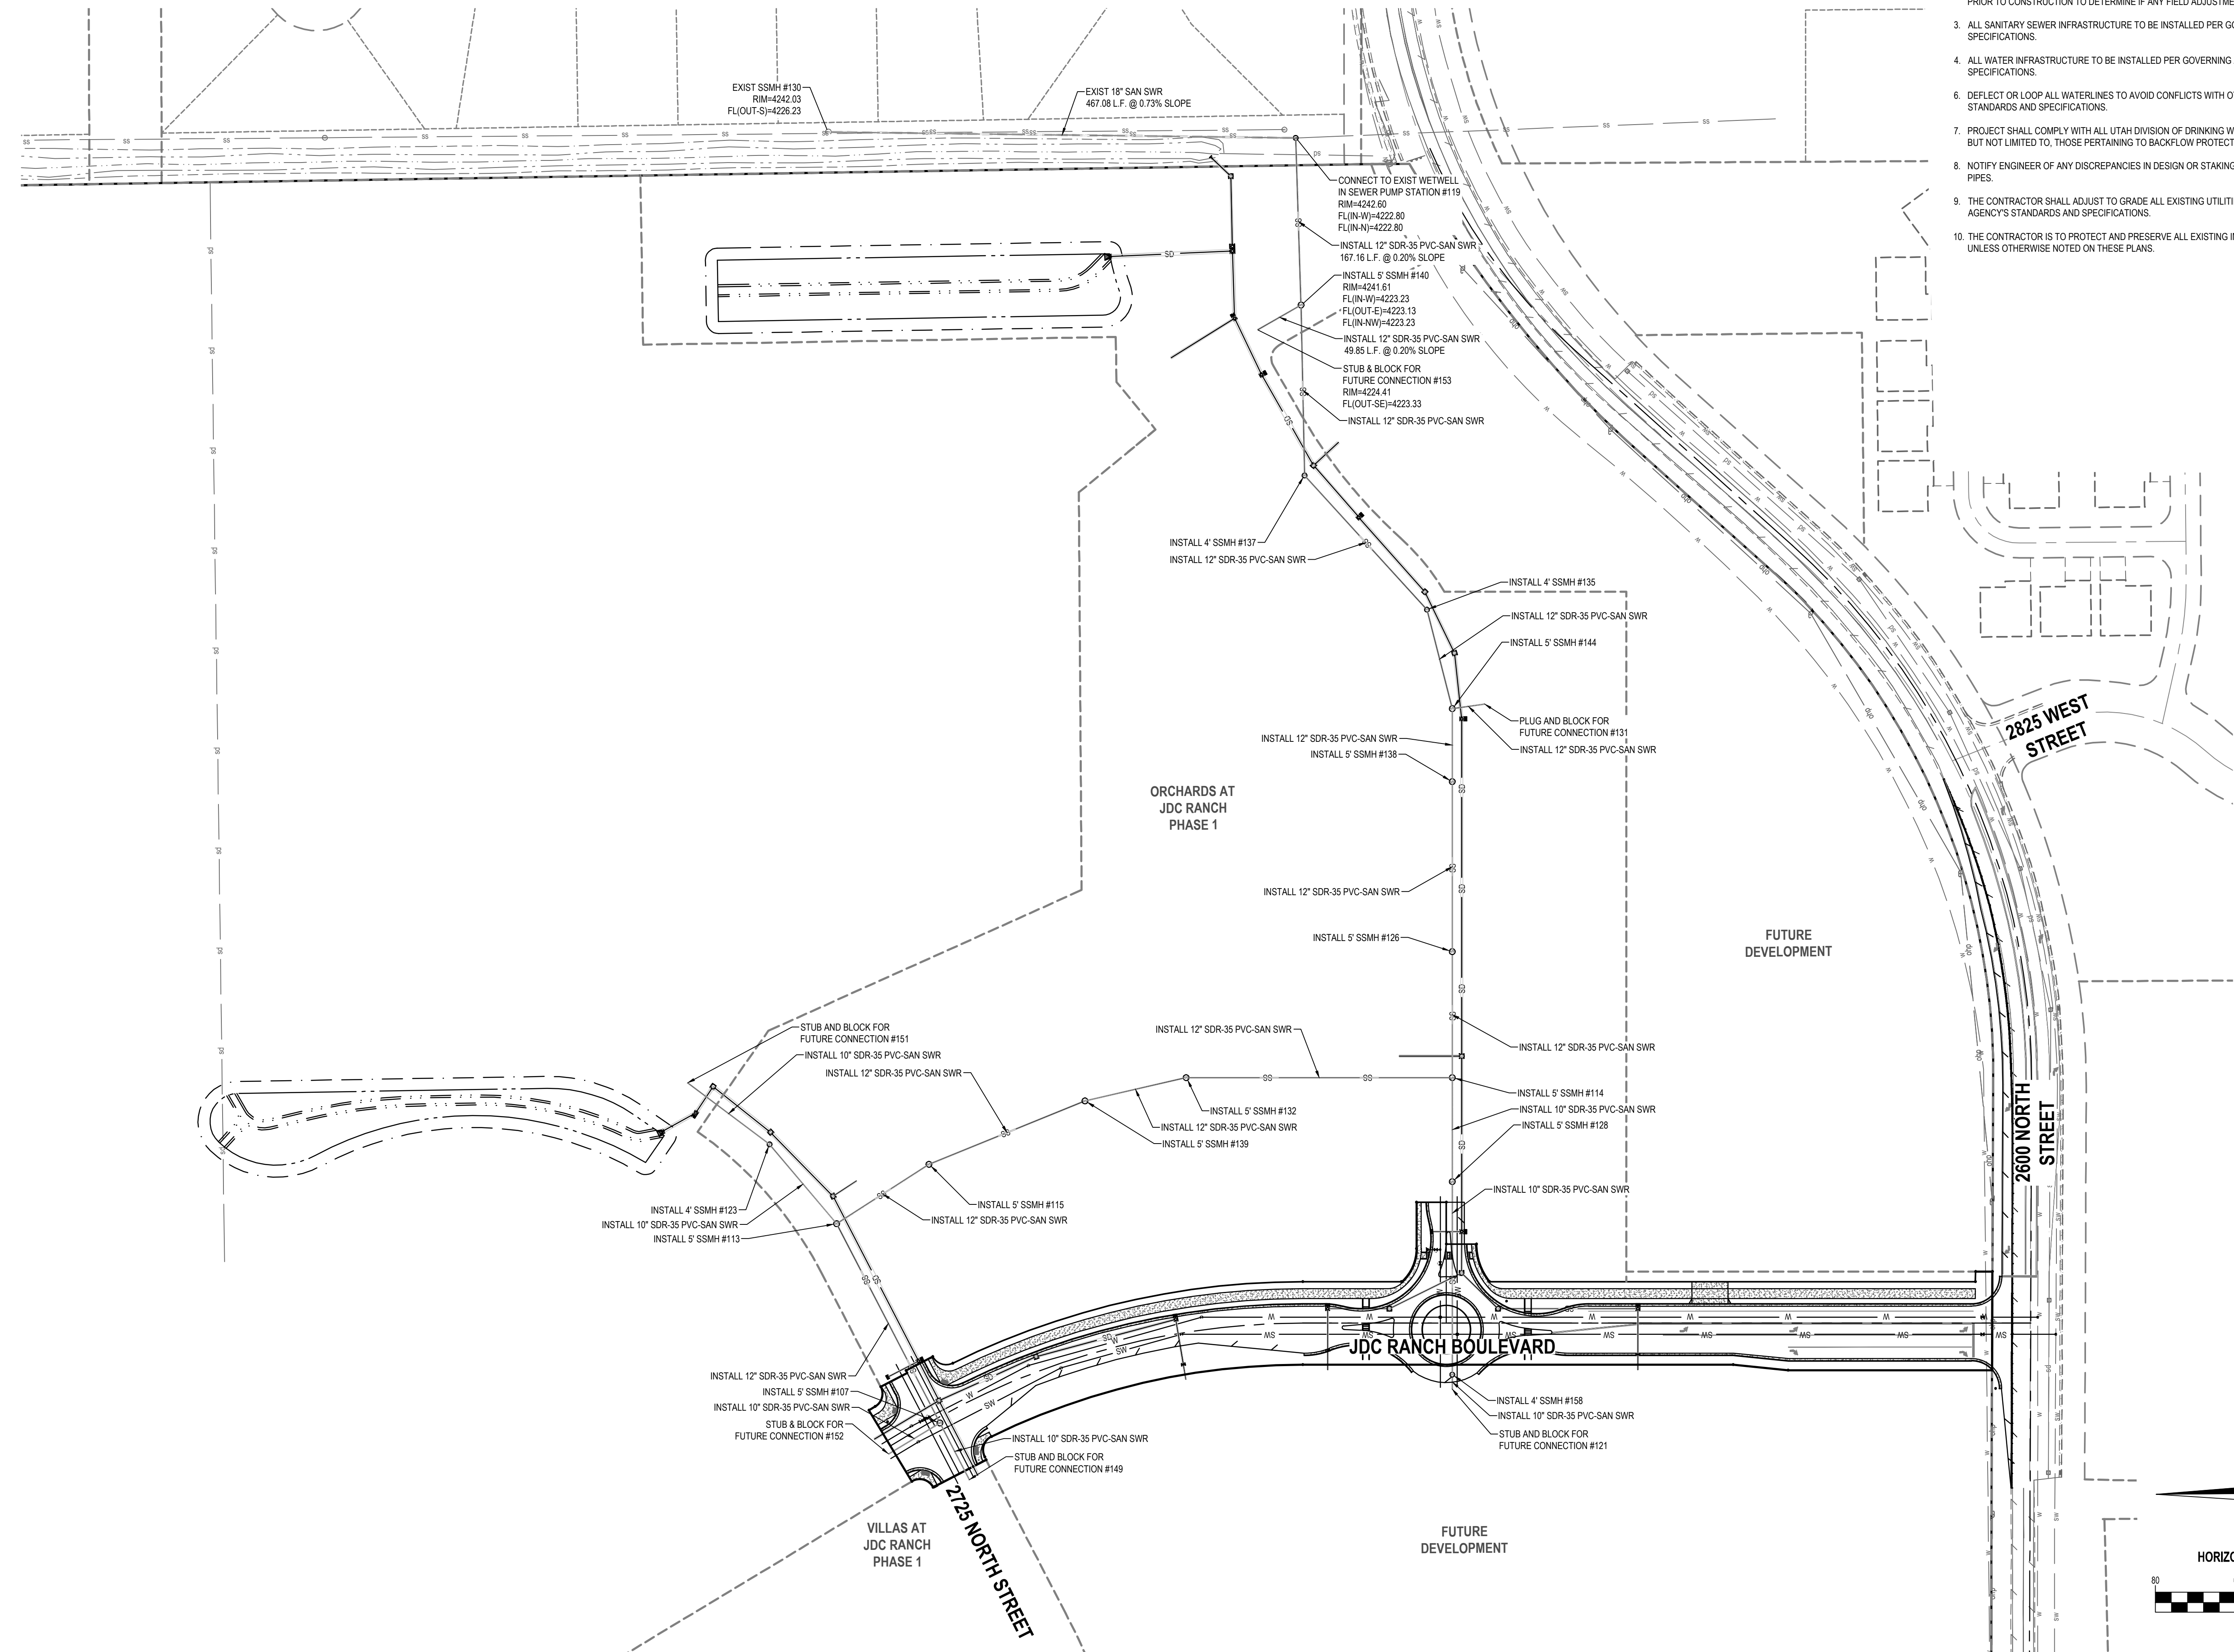 PRIOR TO CONSTRUCTION TO DETERMINE IF ANY FIELD
3. ALL SANITARY SEWER INFRASTRUCTURE TO BE INSTALLED PER
SPECIFICATIONS.
4. ALL WATER INFRASTRUCTURE TO BE INSTALLED PER GOVERNING
SPECIFICATIONS.
6. DEFLECT OR LOOP ALL WATERLINES TO AVOID CONFLICTS WITH
STANDARDS AND SPECIFICATIONS.
7. PROJECT SHALL COMPLY WITH ALL UTAH DIVISION OF DRINKING
BUT NOT LIMITED TO, THOSE PERTAINING TO BACKFLOW
8. NOTIFY ENGINEER OF ANY DISCREPANCIES IN DESIGN OR
PIPES.
9. THE CONTRACTOR SHALL ADJUST TO GRADE ALL EXISTING
AGENCY'S STANDARDS AND SPECIFICATIONS.
10. THE CONTRACTOR IS TO PROTECT AND PRESERVE ALL EXISTING
UNLESS OTHERWISE NOTED ON THESE PLANS.
EXIST SSMH #130
RIM=4242.03
FL(OUT-S)=4226.23
EXIST 18" SAN SWR
467.08 L.F. @ 0.73% SLOPE
CONNECT TO EXIST WETWELL
IN SEWER PUMP STATION #119
RIM=4242.60
FL(IN-W)=4222.80
FL(IN-N)=4222.80
INSTALL 12" SDR-35 PVC-SAN SWR
167.16 L.F. @ 0.20% SLOPE
INSTALL 5' SSMH #140
RIM=4241.61
FL(IN-W)=4223.23
FL(OUT-E)=4223.13
FL(IN-NW)=4223.23
INSTALL 12" SDR-35 PVC-SAN SWR
49.85 L.F. @ 0.20% SLOPE
STUB & BLOCK FOR
FUTURE CONNECTION #153
RIM=4224.41
FL(OUT-SE)=4223.33
INSTALL 12" SDR-35 PVC-SAN SWR
INSTALL 4' SSMH #137
INSTALL 12" SDR-35 PVC-SAN SWR
INSTALL 4' SSMH #135
INSTALL 12" SDR-35 PVC-SAN SWR
INSTALL 5' SSMH #144
PLUG AND BLOCK FOR
FUTURE CONNECTION #131
INSTALL 12" SDR-35 PVC-SAN SWR
INSTALL 12" SDR-35 PVC-SAN SWR
INSTALL 5' SSMH #138
2825 WEST
STREET
ORCHARDS AT
JDC RANCH
PHASE 1
INSTALL 12" SDR-35 PVC-SAN SWR
INSTALL 5' SSMH #126
FUTURE
DEVELOPMENT
STUB AND BLOCK FOR
FUTURE CONNECTION #151
INSTALL 10" SDR-35 PVC-SAN SWR
INSTALL 12" SDR-35 PVC-SAN SWR
INSTALL 12" SDR-35 PVC-SAN SWR
INSTALL 12" SDR-35 PVC-SAN SWR
INSTALL 5' SSMH #114
INSTALL 10" SDR-35 PVC-SAN SWR
INSTALL 5' SSMH #128
INSTALL 5' SSMH #132
INSTALL 12" SDR-35 PVC-SAN SWR
INSTALL 5' SSMH #139
INSTALL 10" SDR-35 PVC-SAN SWR
INSTALL 5' SSMH #115
INSTALL 12" SDR-35 PVC-SAN SWR
INSTALL 4' SSMH #123
INSTALL 10" SDR-35 PVC-SAN SWR
INSTALL 5' SSMH #113
2600 NORTH
STREET
JDC RANCH BOULEVARD
INSTALL 12" SDR-35 PVC-SAN SWR
INSTALL 5' SSMH #107
INSTALL 10" SDR-35 PVC-SAN SWR
STUB & BLOCK FOR
FUTURE CONNECTION #152
INSTALL 10" SDR-35 PVC-SAN SWR
STUB AND BLOCK FOR
FUTURE CONNECTION #149
INSTALL 4' SSMH #158
INSTALL 10" SDR-35 PVC-SAN SWR
STUB AND BLOCK FOR
FUTURE CONNECTION #121
2725 NORTH STREET
VILLAS AT
JDC RANCH
PHASE 1
FUTURE
DEVELOPMENT
80